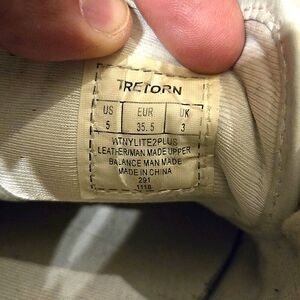 TRETORN
US EUR UK
5 35.5 3
WTNYLITE2PLUS
LEATHER/MAN MADE UPPER
BALANCE MAN MADE
MADE IN CHINA
291
1118